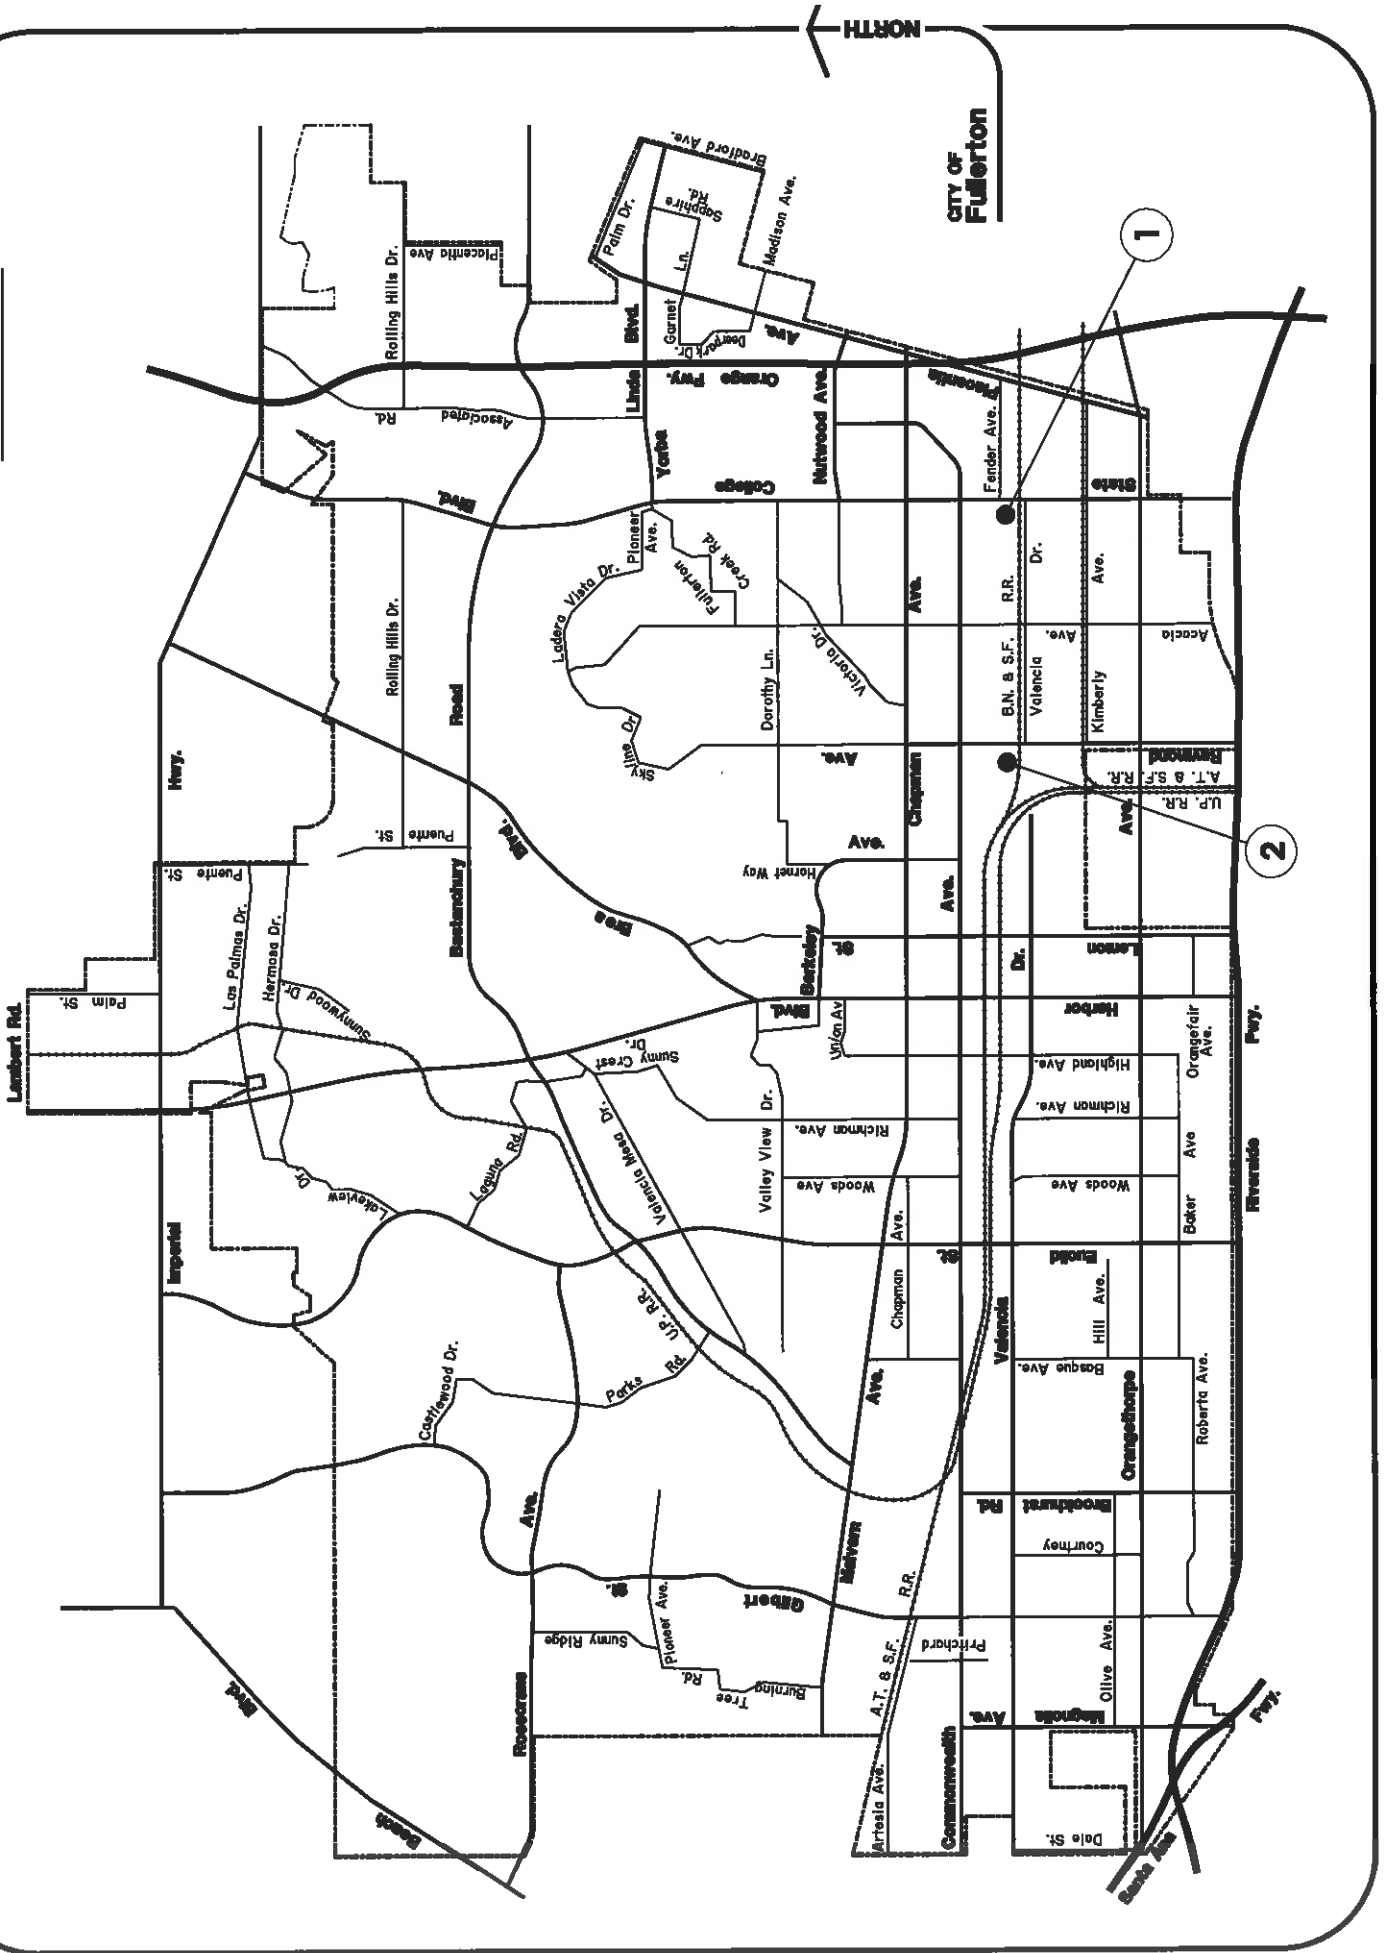 NORTH
CITY OF
Fullerton
1
2
Lambert Rd.
Palm St.
Imperial
Hwy.
Puente St.
Las Palmas Dr.
Hermosa Dr.
Sunnywood Dr.
Lakeview
Dr
Rolling Hills Dr.
Rolling Hills Dr.
Placentia Ave
Associated
Rd.
Puente St.
Bastanchury
Road
Blvd.
Brea
Blvd.
Laguna Rd.
Castlewood Dr.
Parks Rd.
U.P. R.R.
Valencia Mesa Dr.
Sunny Crest
Dr.
Skyline Dr
Ladera Vista Dr.
Pioneer
Ave.
Fullerton
Creek Rd.
Yorba
Linda
Blvd.
Palm Dr.
Bradford Ave.
Sapphire
Rd.
Garnet
Ln.
Deerpark Dr.
Madison Ave.
Orange Fwy.
College
Nutwood Ave.
Placentia
Ave.
Dorothy Ln.
Victoria Dr.
Hornet Way
Berkeley
Ave.
Blvd.
Union Av
Valley View Dr.
Richman Ave.
Woods Ave
Beach
Blvd.
Rosecrans
Ave.
Sunny Ridge
Pioneer Ave.
Burning
Tree
Rd.
Gilbert
St.
Malvern
Ave.
Chapman
Ave.
Chapman
Ave.
Ave.
St.
Fender Ave.
Artesia Ave.
A.T. & S.F.
R.R.
Pritchard
Commonwealth
Ave.
B.N. & S.F.
R.R.
Valencia
Dr.
Valencia
Dr.
Kimberly
Ave.
State
Acacia
Ave.
Raymond
A.T. & S.F. R.R.
U.P. R.R.
Lemon
Harbor
Highland Ave.
Richman Ave.
Woods Ave
Euclid
St.
Basque Ave.
Hill Ave.
Brookhurst
Rd.
Courtney
Olive Ave.
Magnolia
Ave.
Dale St.
Orangethorpe
Ave.
Baker
Ave
Roberta Ave.
Orangefair
Ave.
Riverside
Fwy.
Santa Ana
Fwy.